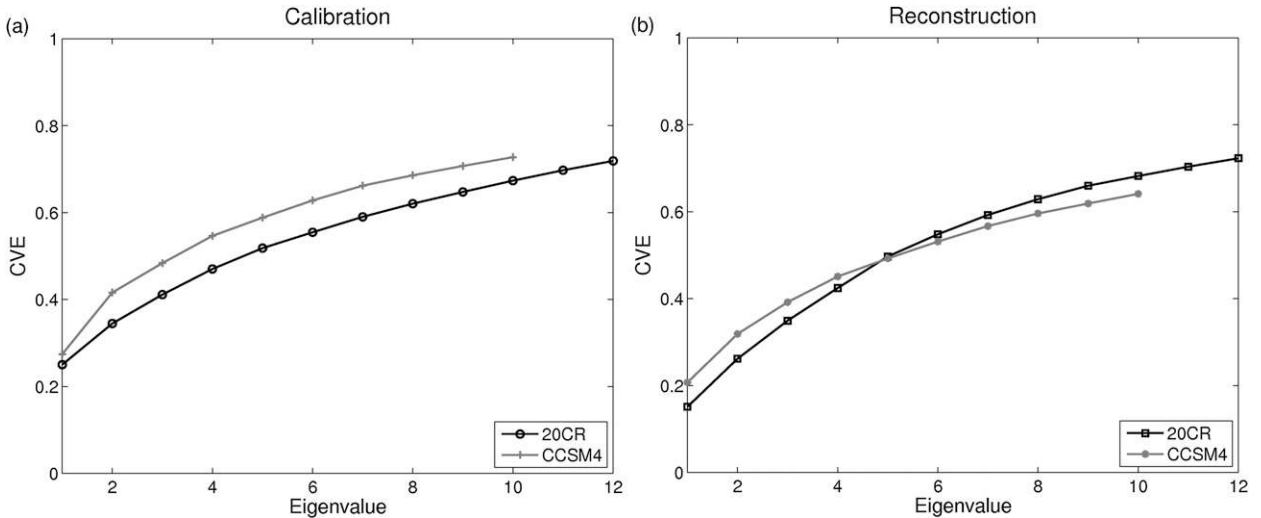 (a)
Calibration
1
0.8
0.6
0.4
0.2
0
CVE
2 4 6 8 10 12
Eigenvalue
20CR
CCSM4
(b)
Reconstruction
1
0.8
0.6
0.4
0.2
0
CVE
2 4 6 8 10 12
Eigenvalue
20CR
CCSM4